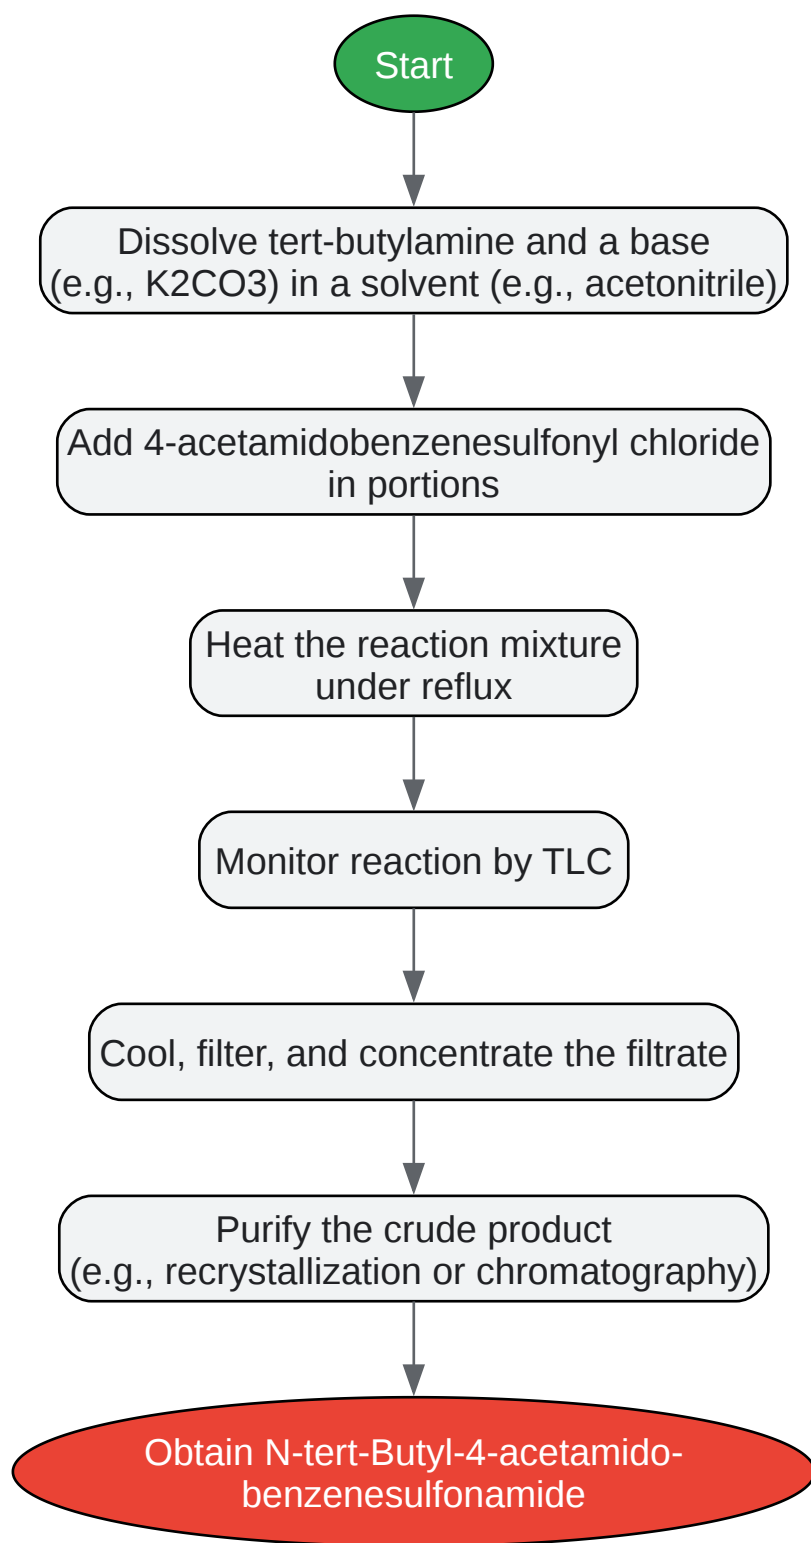 Start
Dissolve tert-butylamine and a base
(e.g., K2CO3) in a solvent (e.g., acetonitrile)
Add 4-acetamidobenzenesulfonyl chloride
in portions
Heat the reaction mixture
under reflux
Monitor reaction by TLC
Cool, filter, and concentrate the filtrate
Purify the crude product
(e.g., recrystallization or chromatography)
Obtain N-tert-Butyl-4-acetamido-
benzenesulfonamide